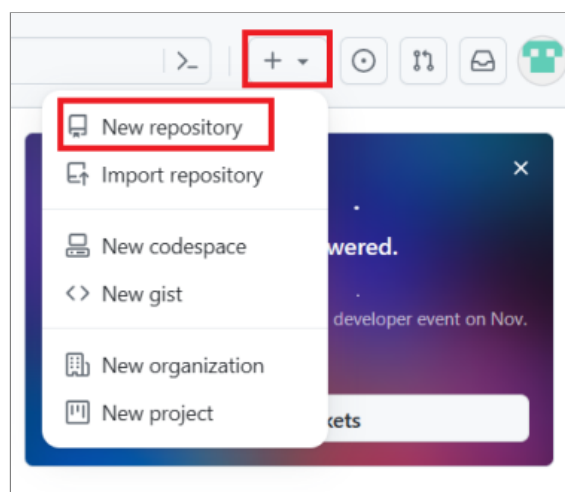 New repository
Import repository
New codespace
wered.
New gist
developer event on Nov.
New organization
New project
kets